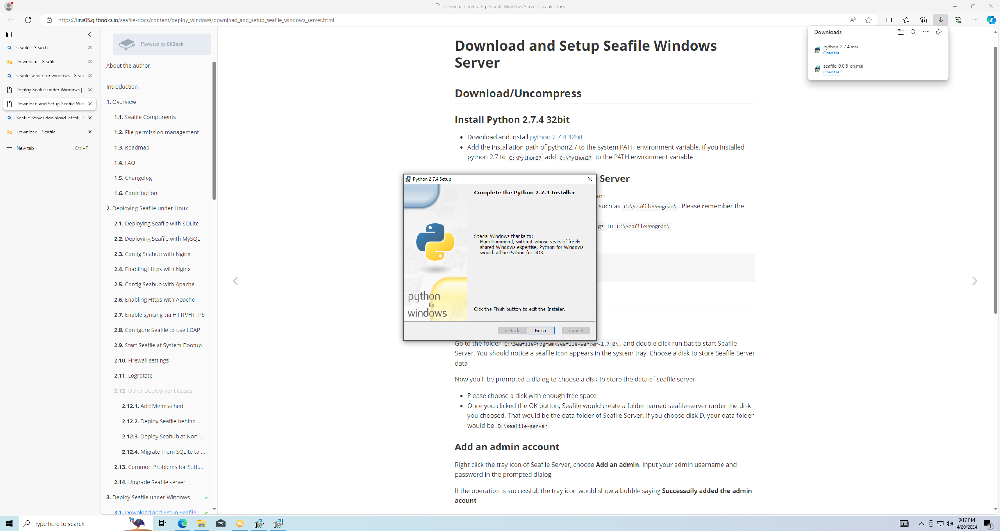 Download and Setup Seafile Windows Server | seafile-docs
https://lins05.gitbooks.io/seafile-docs/content/deploy_windows/download_and_setup_seafile_windows_server.html
seafile - Search
Download - Seafile
seafile server for windows - Sear
Deploy Seafile under Windows |
Download and Setup Seafile Win
Seafile Server download latest -
Download - Seafile
New tab Ctrl+T
Powered by GitBook
About the author
Introduction
1. Overview
1.1. Seafile Components
1.2. File permission management
1.3. Roadmap
1.4. FAQ
1.5. Changelog
1.6. Contribution
2. Deploying Seafile under Linux
2.1. Deploying Seafile with SQLite
2.2. Deploying Seafile with MySQL
2.3. Config Seahub with Nginx
2.4. Enabling Https with Nginx
2.5. Config Seahub with Apache
2.6. Enabling Https with Apache
2.7. Enable syncing via HTTP/HTTPS
2.8. Configure Seafile to use LDAP
2.9. Start Seafile at System Bootup
2.10. Firewall settings
2.11. Logrotate
2.12. Other Deployment Issues
2.12.1. Add Memcached
2.12.2. Deploy Seafile behind ...
2.12.3. Deploy Seahub at Non-...
2.12.4. Migrate From SQLite to ...
2.13. Common Problems for Setti...
2.14. Upgrade Seafile server
3. Deploy Seafile under Windows
3.1. Download and Setup Seafile ...
Download and Setup Seafile Windows
Server
Download/Uncompress
Install Python 2.7.4 32bit
• Download and install python 2.7.4 32bit
• Add the installation path of python2.7 to the system PATH environment variable. If you installed
python 2.7 to C:\Python27 add C:\Python27 to the PATH environment variable
Server
am
such as C:\SeafileProgram\. Please remember the
.gz to C:\SeafileProgram\
Python 2.7.4 Setup
Complete the Python 2.7.4 Installer
Special Windows thanks to:
Mark Hammond, without whose years of freely
shared Windows expertise, Python for Windows
would still be Python for DOS.
python
for
windows
Click the Finish button to exit the Installer.
< Back Finish Cancel
Go to the folder C:\SeafileProgram\seafile-server-1.7.0\, and double click run.bat to start Seafile
Server. You should notice a seafile icon appears in the system tray. Choose a disk to store Seafile Server
data
Now you'll be prompted a dialog to choose a disk to store the data of seafile server
• Please choose a disk with enough free space
• Once you clicked the OK button, Seafile would create a folder named seafile-server under the disk
you choosed. That would be the data folder of Seafile Server. If you choose disk D, your data folder
would be D:\seafile-server
Add an admin account
Right click the tray icon of Seafile Server, choose Add an admin. Input your admin username and
password in the prompted dialog.
If the operation is successful, the tray icon would show a bubble saying Successully added the admin
acount
Downloads
python-2.7.4.msi
Open file
seafile-9.0.5-en.msi
Open file
Type here to search
9:17 PM
4/20/2024
1